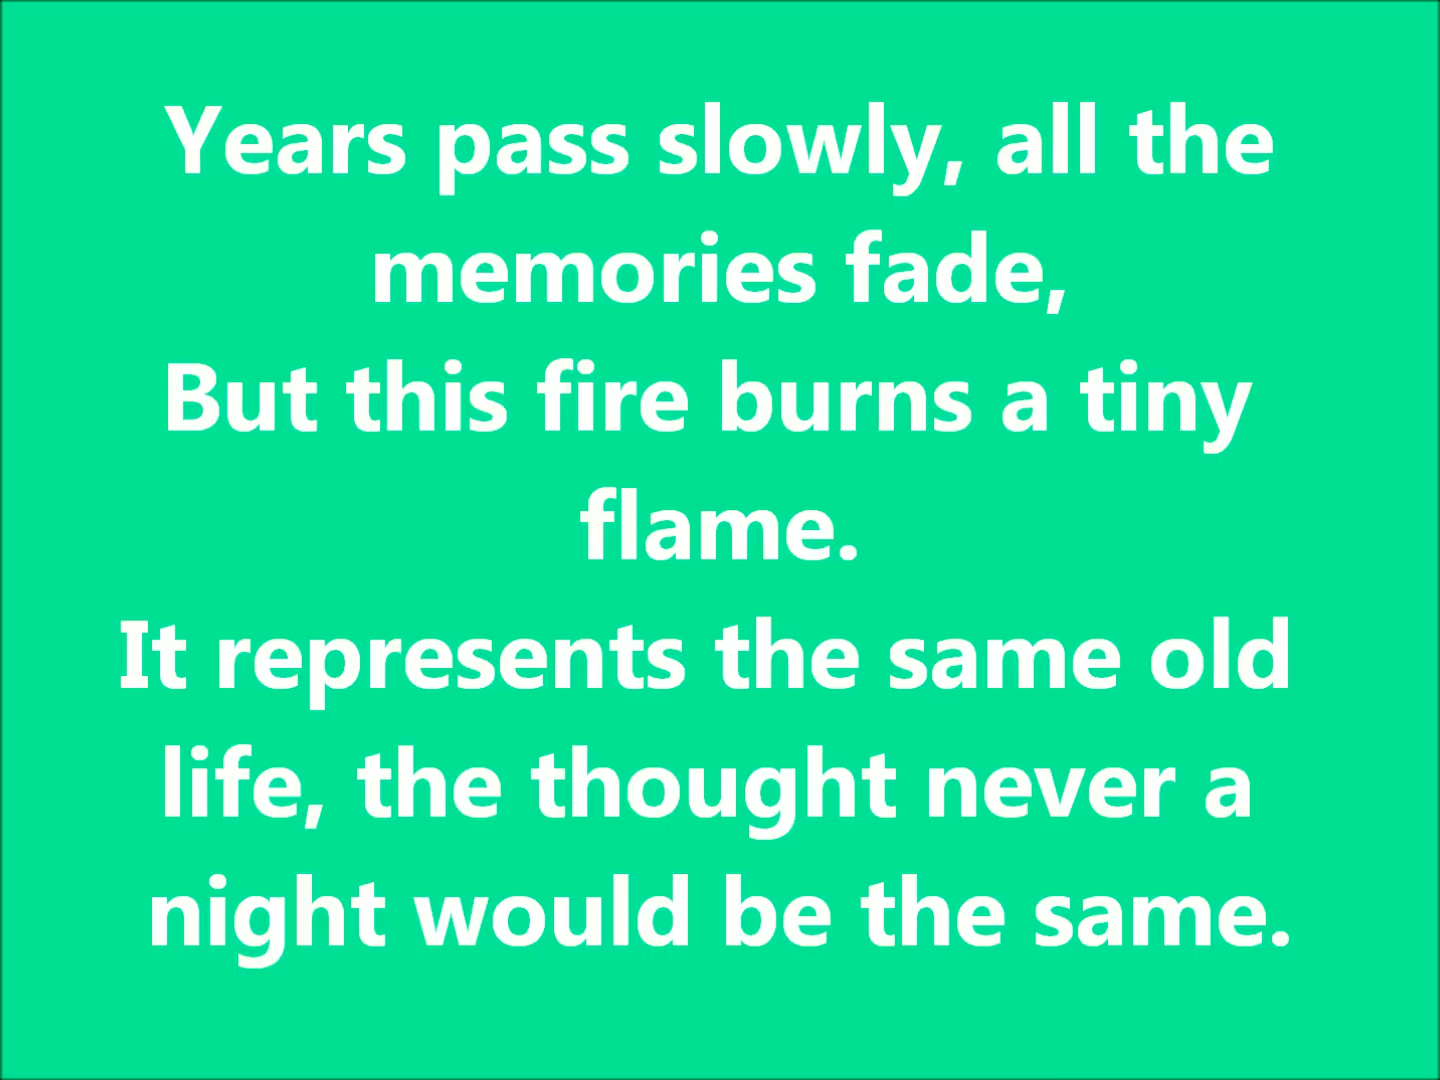 Years pass slowly, all the
memories fade,
But this fire burns a tiny
flame.
It represents the same old
life, the thought never a
night would be the same.